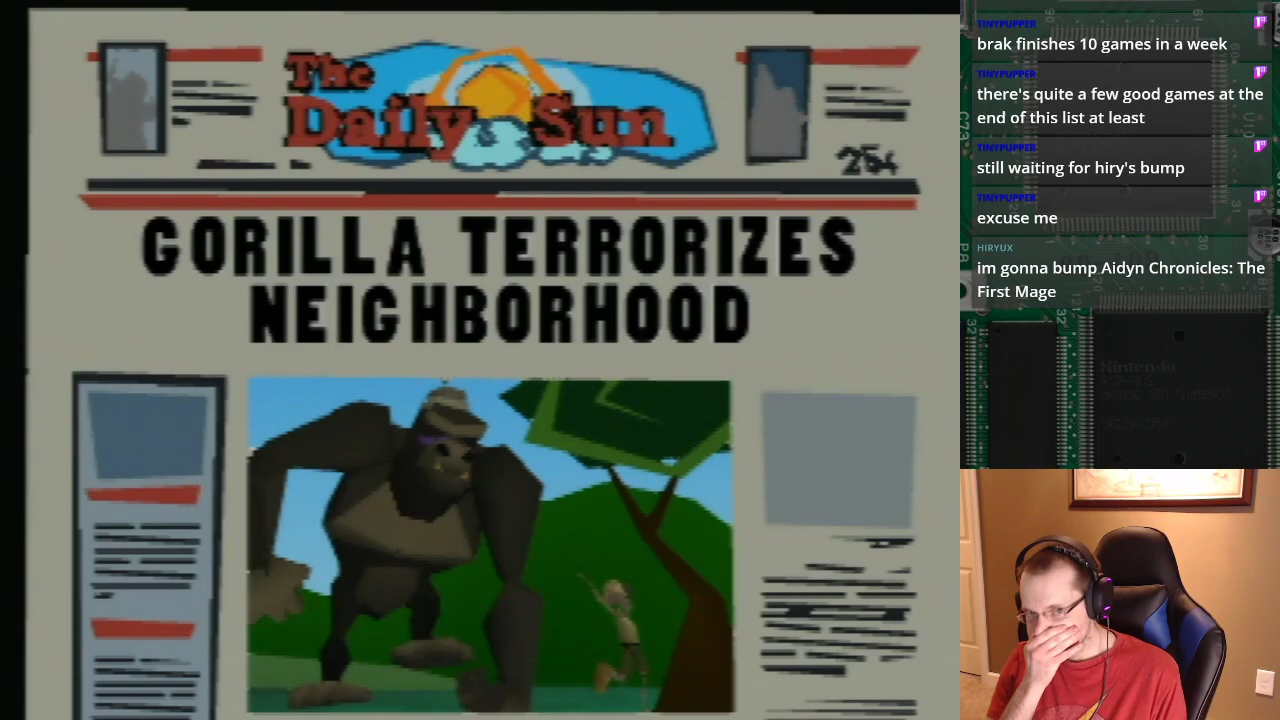 The
Daily Sun
25¢
GORILLA TERRORIZES
NEIGHBORHOOD
TINYPUPPER
brak finishes 10 games in a week
TINYPUPPER
there's quite a few good games at the
end of this list at least
TINYPUPPER
still waiting for hiry's bump
TINYPUPPER
excuse me
HIRYUX
im gonna bump Aidyn Chronicles: The
First Mage
Nintendo